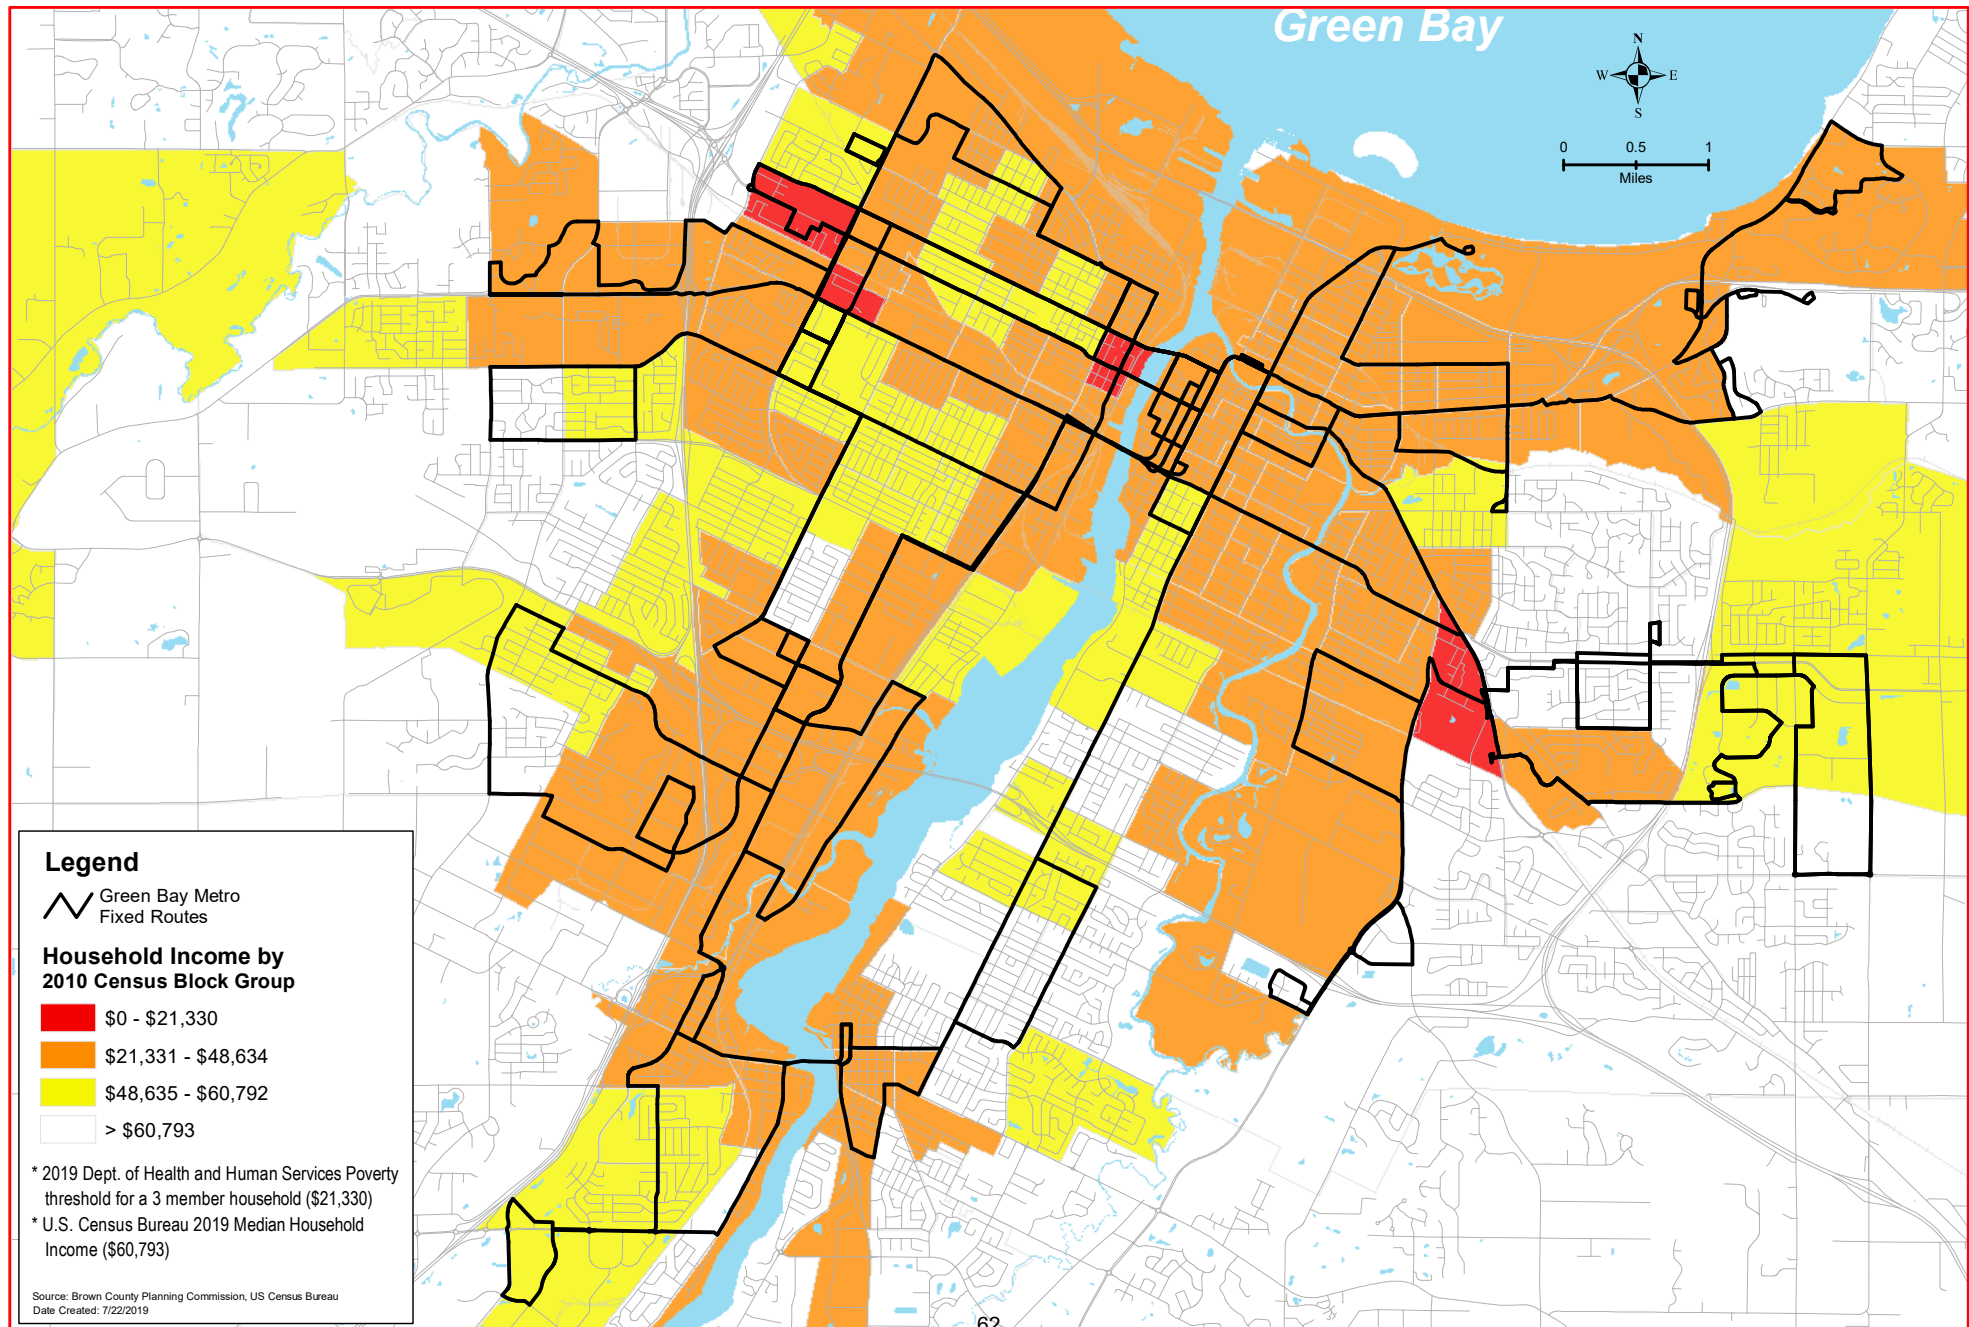 Green Bay
N
W
E
S
0
0.5
1
Miles
Legend
Green Bay Metro
Fixed Routes
Household Income by
2010 Census Block Group
$0 - $21,330
$21,331 - $48,634
$48,635 - $60,792
> $60,793
* 2019 Dept. of Health and Human Services Poverty
threshold for a 3 member household ($21,330)
* U.S. Census Bureau 2019 Median Household
Income ($60,793)
Source: Brown County Planning Commission, US Census Bureau
Date Created: 7/22/2019
62